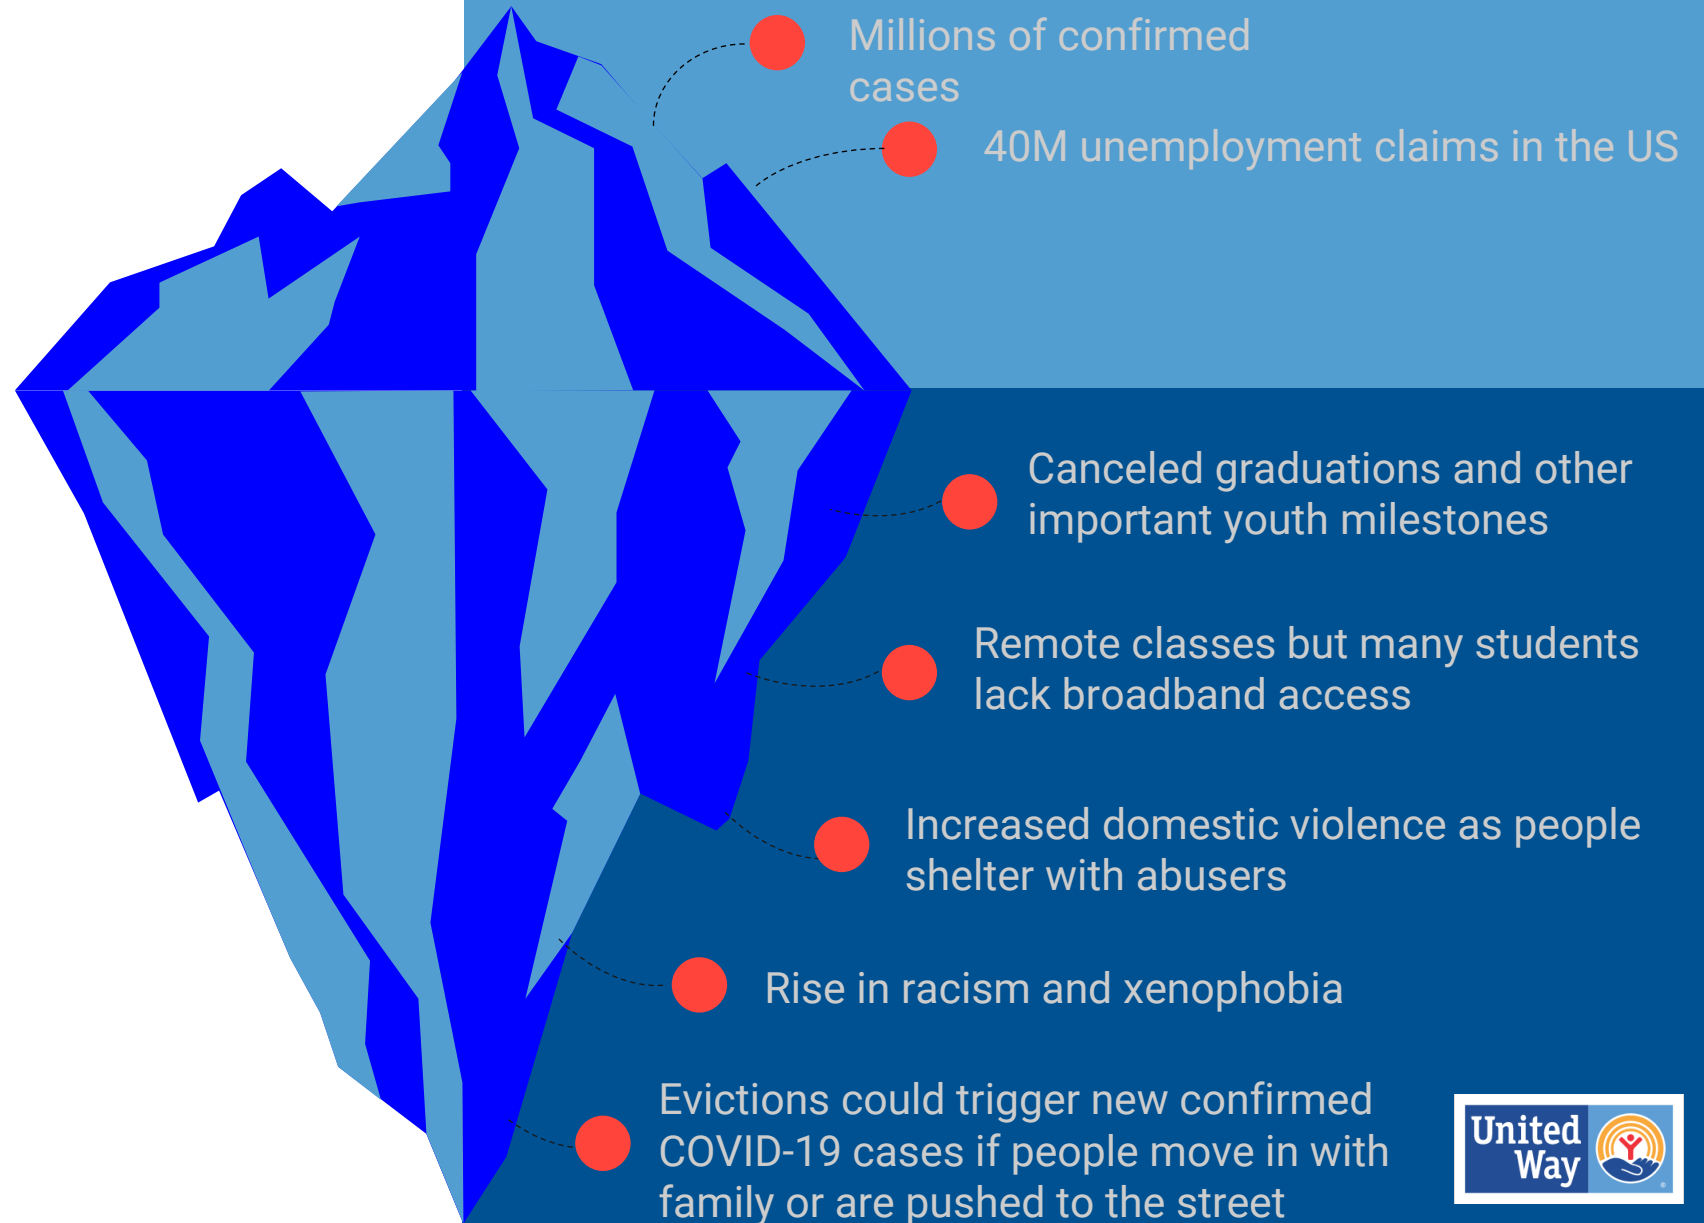 Millions of confirmed
cases
40M unemployment claims in the US
Canceled graduations and other
important youth milestones
Remote classes but many students
lack broadband access
Increased domestic violence as people
shelter with abusers
Rise in racism and xenophobia
Evictions could trigger new confirmed
COVID-19 cases if people move in with
family or are pushed to the street
United
Way
®